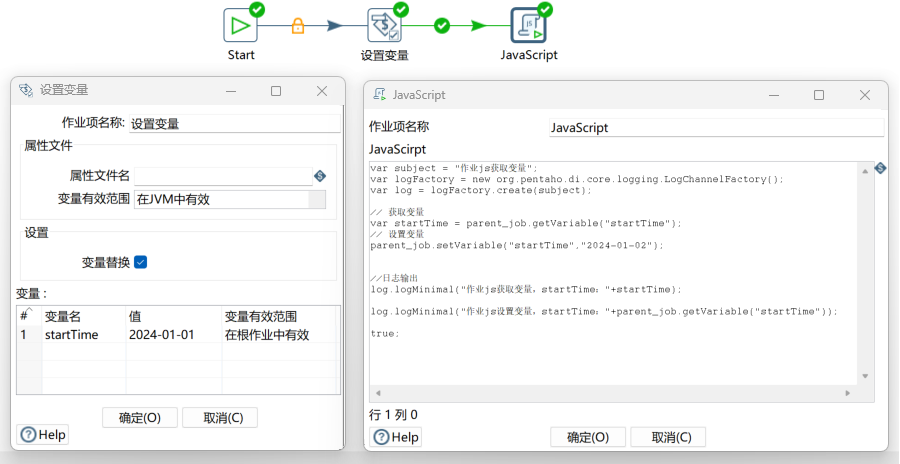 Start
设置变量
JavaScript
设置变量
作业项名称: 设置变量
属性文件
属性文件名
变量有效范围 在JVM中有效
设置
变量替换
变量 :
# 变量名 值 变量有效范围
1 startTime 2024-01-01 在根作业中有效
确定(O) 取消(C)
Help
JavaScript
作业项名称 JavaScript
JavaScirpt
var subject = "作业js获取变量";
var logFactory = new org.pentaho.di.core.logging.LogChannelFactory();
var log = logFactory.create(subject);
// 获取变量
var startTime = parent_job.getVariable("startTime");
// 设置变量
parent_job.setVariable("startTime","2024-01-02");
//日志输出
log.logMinimal("作业js获取变量，startTime："+startTime);
log.logMinimal("作业js设置变量，startTime："+parent_job.getVariable("startTime"));
true;
行 1 列 0
Help
确定(O) 取消(C)